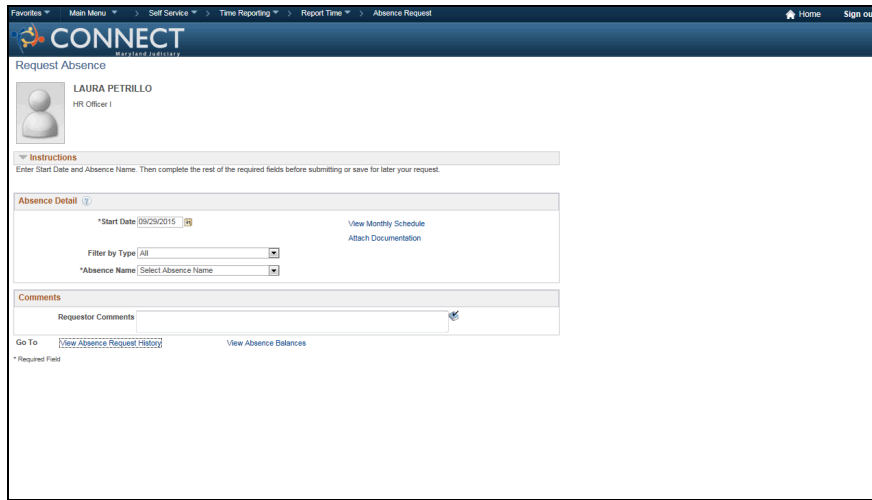 Favorites Main Menu > Self Service > Time Reporting > Report Time > Absence Request Home Sign ou
CONNECT
Maryland Judiciary
Request Absence
LAURA PETRILLO
HR Officer I
Instructions
Enter Start Date and Absence Name. Then complete the rest of the required fields before submitting or save for later your request.
Absence Detail
*Start Date 09/29/2015 View Monthly Schedule
Attach Documentation
Filter by Type All
*Absence Name Select Absence Name
Comments
Requestor Comments
Go To View Absence Request History View Absence Balances
* Required Field